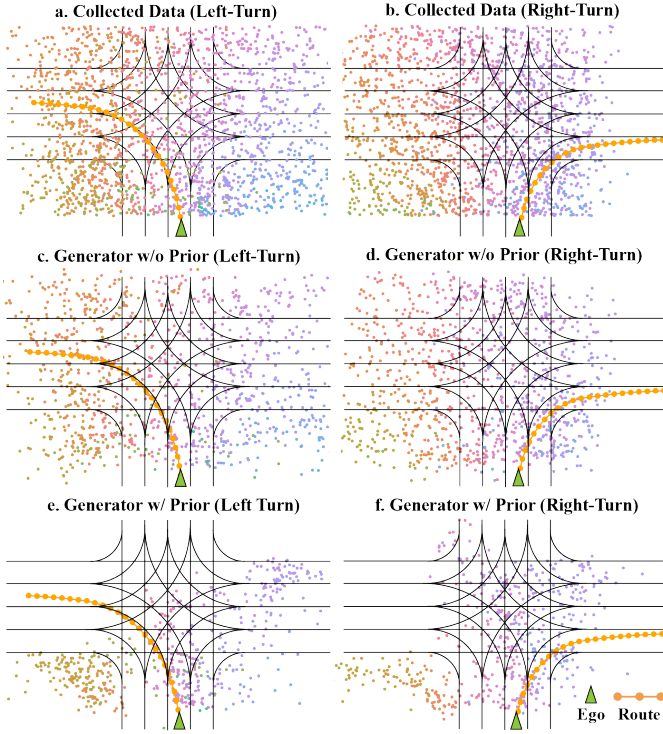 a. Collected Data (Left-Turn)
b. Collected Data (Right-Turn)
c. Generator w/o Prior (Left-Turn)
d. Generator w/o Prior (Right-Turn)
e. Generator w/ Prior (Left Turn)
f. Generator w/ Prior (Right-Turn)
Ego Route